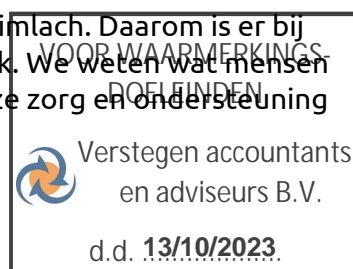 imlach. Daarom is er bij
VOOR WAARMERKINGS-
k. We weten wat mensen
DOELEINDEN
ze zorg en ondersteuning
Verstegen accountants
en adviseurs B.V.
d.d. 13/10/2023